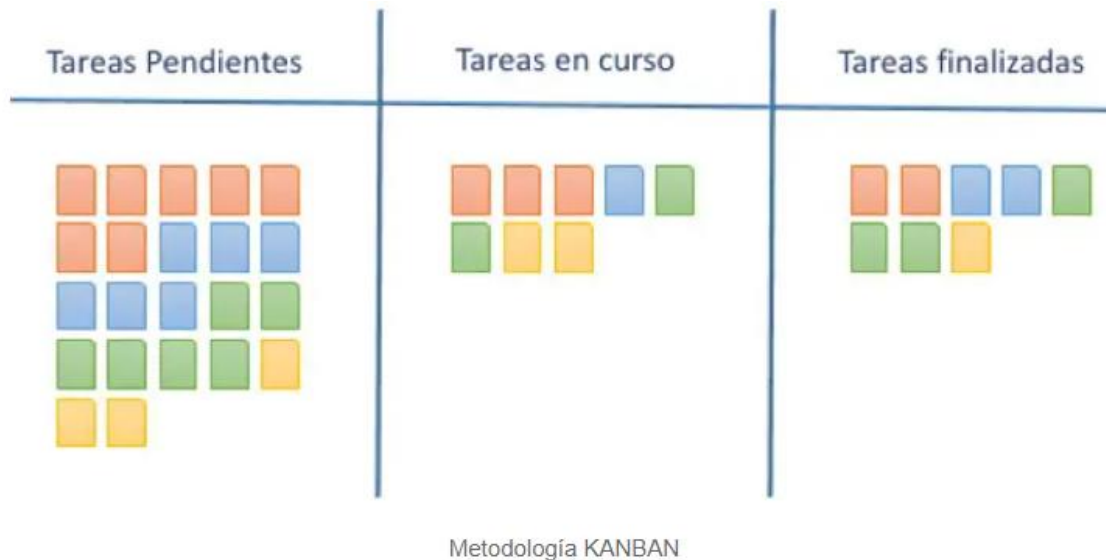 Tareas Pendientes
Tareas en curso
Tareas finalizadas
Metodología KANBAN